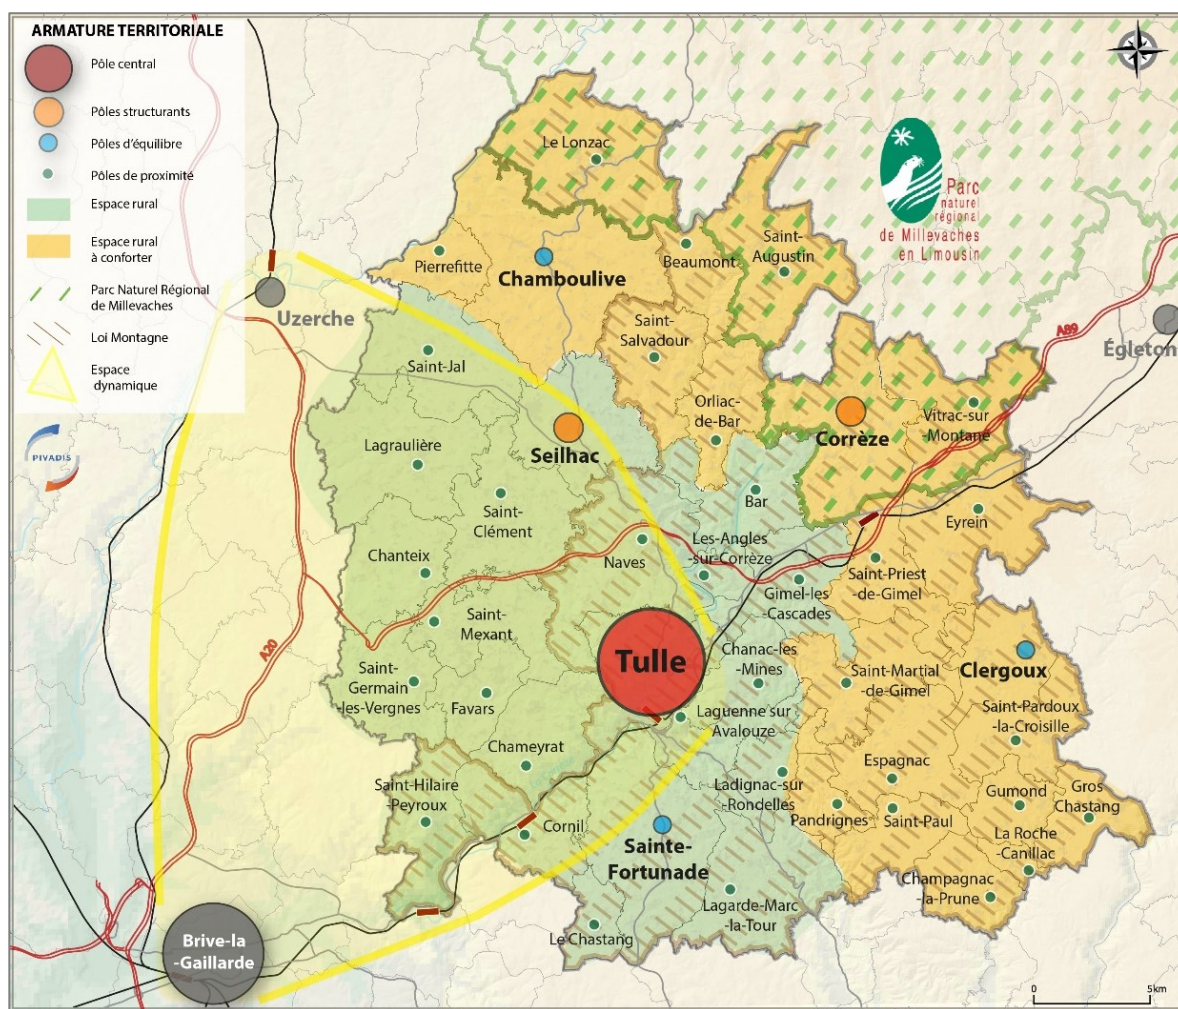 ARMATURE TERRITORIALE
Pôle central
Pôles structurants
Pôles d'équilibre
Pôles de proximité
Espace rural
Espace rural
à conforter
Parc Naturel Régional
de Millevaches
Loi Montagne
Espace
dynamique
PIVADIS
Parc
naturel
régional
de Millevaches
en Limousin
Le Lonzac
Pierrefitte
Chamboulive
Beaumont
Saint-
Augustin
Uzerche
Saint-
Salvadour
A89
Égleton
Saint-Jal
Orliac-
de-Bar
Corrèze
Vitrac-sur
-Montane
Seilhac
Lagraulière
Saint-
Clément
Bar
Eyrein
Chanteix
Naves
Les-Angles
-sur-Corrèze
Gimel-les
-Cascades
Saint-Priest
-de-Gimel
Saint-
Mexant
A20
Tulle
Chanac-les
-Mines
Saint-Martial
-de-Gimel
Clergoux
Saint-
Germain
-les-Vergnes
Favars
Laguenne sur
Avalouze
Saint-Pardoux
-la-Croisille
Chameyrat
Saint-Hilaire
-Peyroux
Ladignac-sur
-Rondelles
Espagnac
Gumond
Gros
Chastang
Pandrignes
Saint-Paul
Cornil
Sainte-
Fortunade
La Roche
-Canillac
Champagnac
-la-Prune
Lagarde-Marc
-la-Tour
Le Chastang
Brive-la
-Gaillarde
0
5km